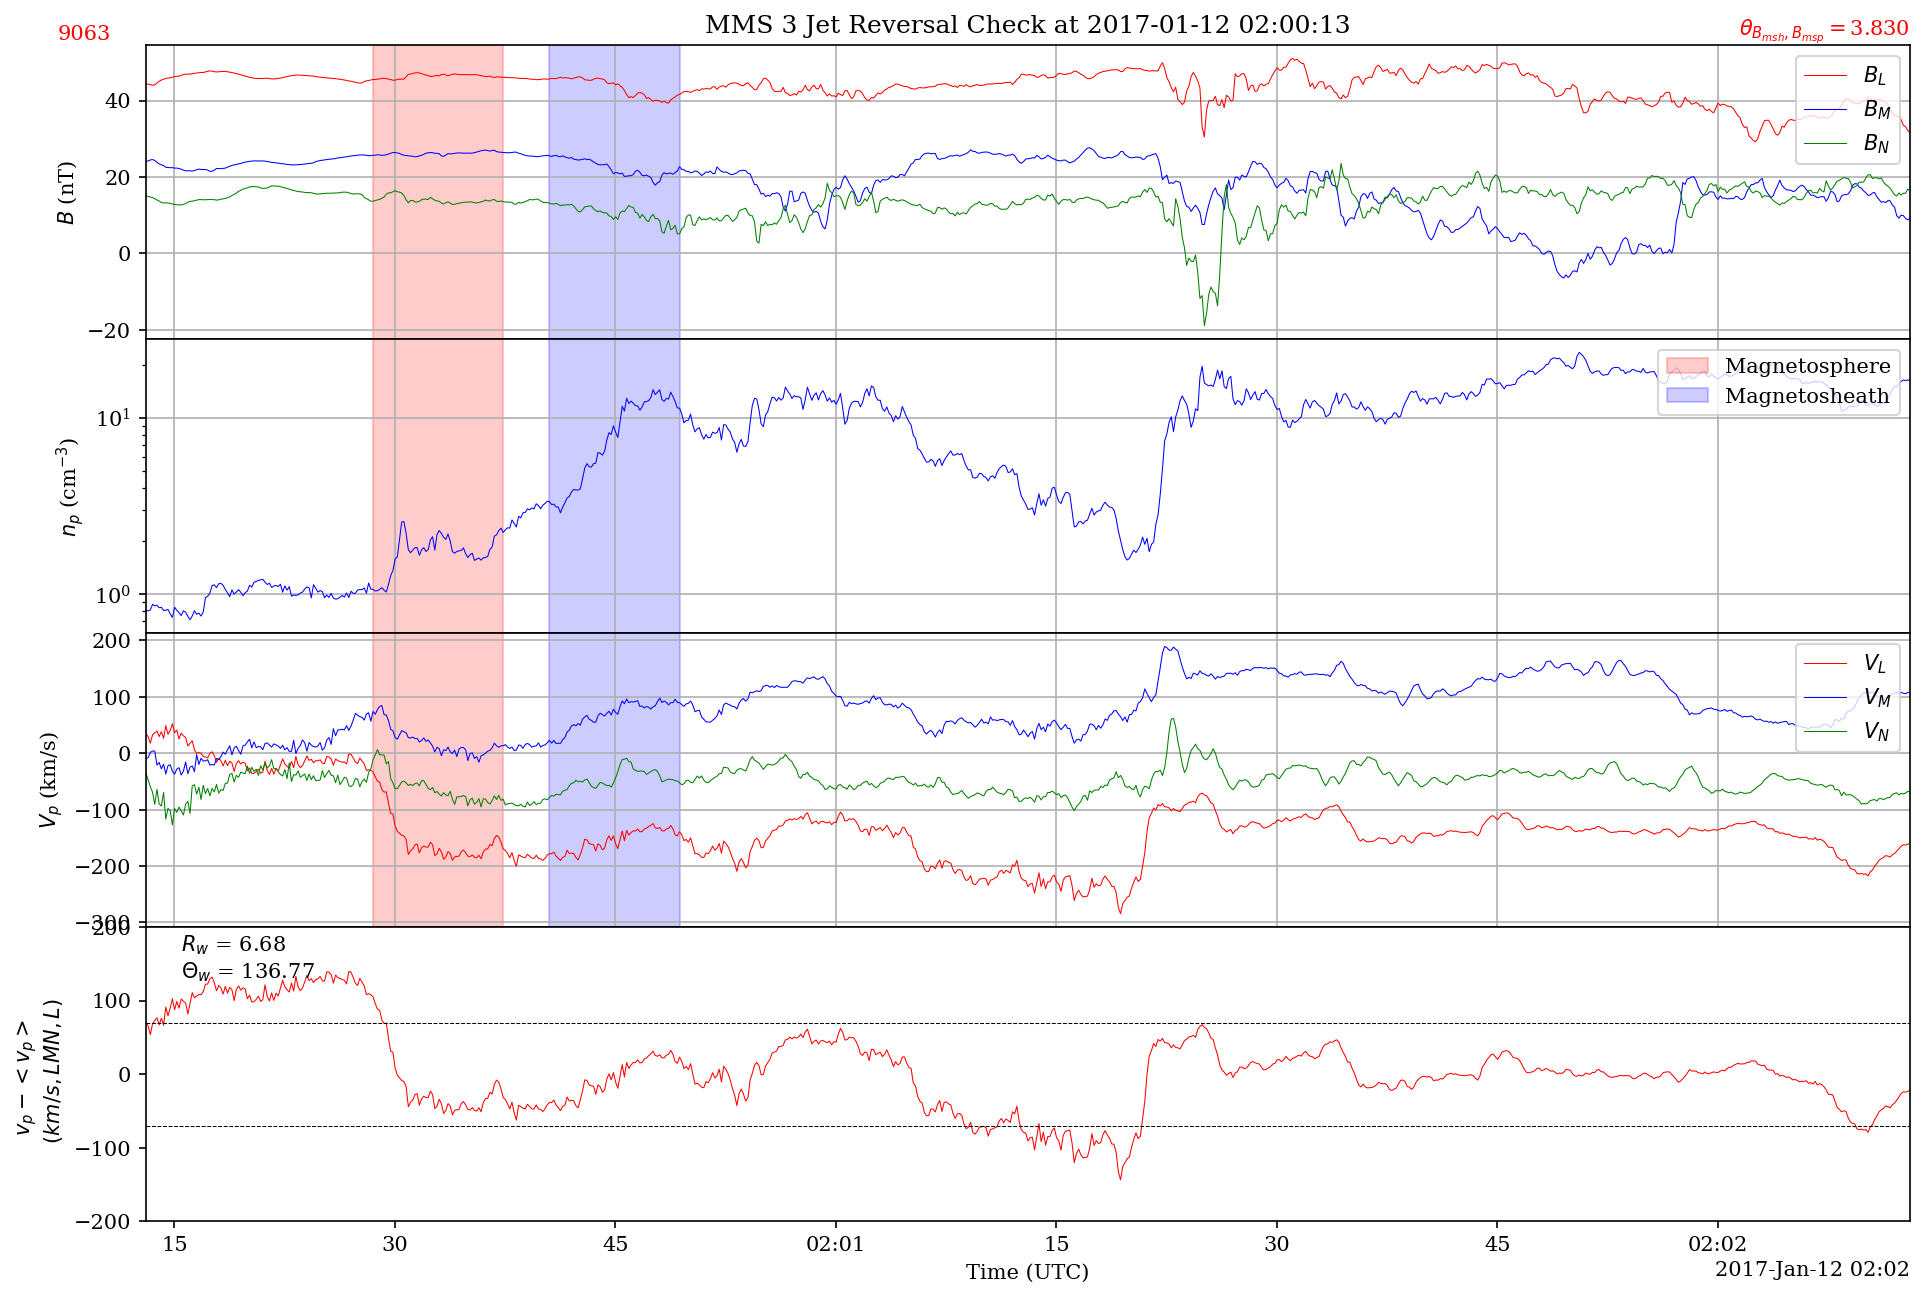 MMS 3 Jet Reversal Check at 2017-01-12 02:00:13
9063
θ_{B_{msh}, B_{msp}} = 3.830
B (nT)
40
20
0
−20
B_L
B_M
B_N
n_p (cm^{−3})
10^1
10^0
Magnetosphere
Magnetosheath
V_p (km/s)
200
100
0
−100
−200
−300
V_L
V_M
V_N
v_p − < v_p >
(km/s, LMN, L)
200
100
0
−100
−200
R_w = 6.68
Θ_w = 136.77
15 30 45 02:01 15 30 45 02:02
Time (UTC)
2017-Jan-12 02:02